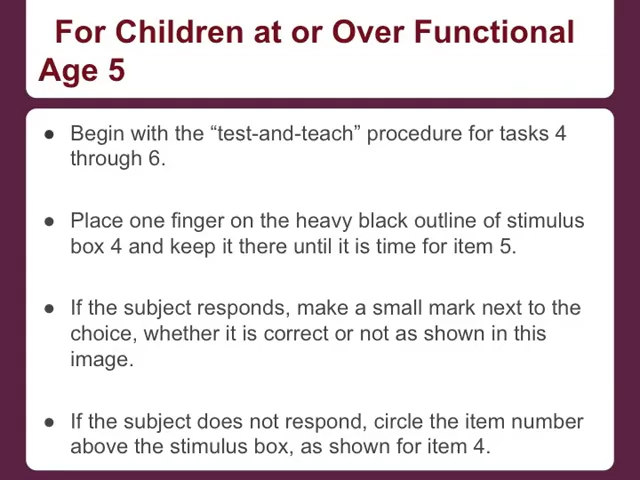 For Children at or Over Functional
Age 5
● Begin with the “test-and-teach” procedure for tasks 4
through 6.
● Place one finger on the heavy black outline of stimulus
box 4 and keep it there until it is time for item 5.
● If the subject responds, make a small mark next to the
choice, whether it is correct or not as shown in this
image.
● If the subject does not respond, circle the item number
above the stimulus box, as shown for item 4.